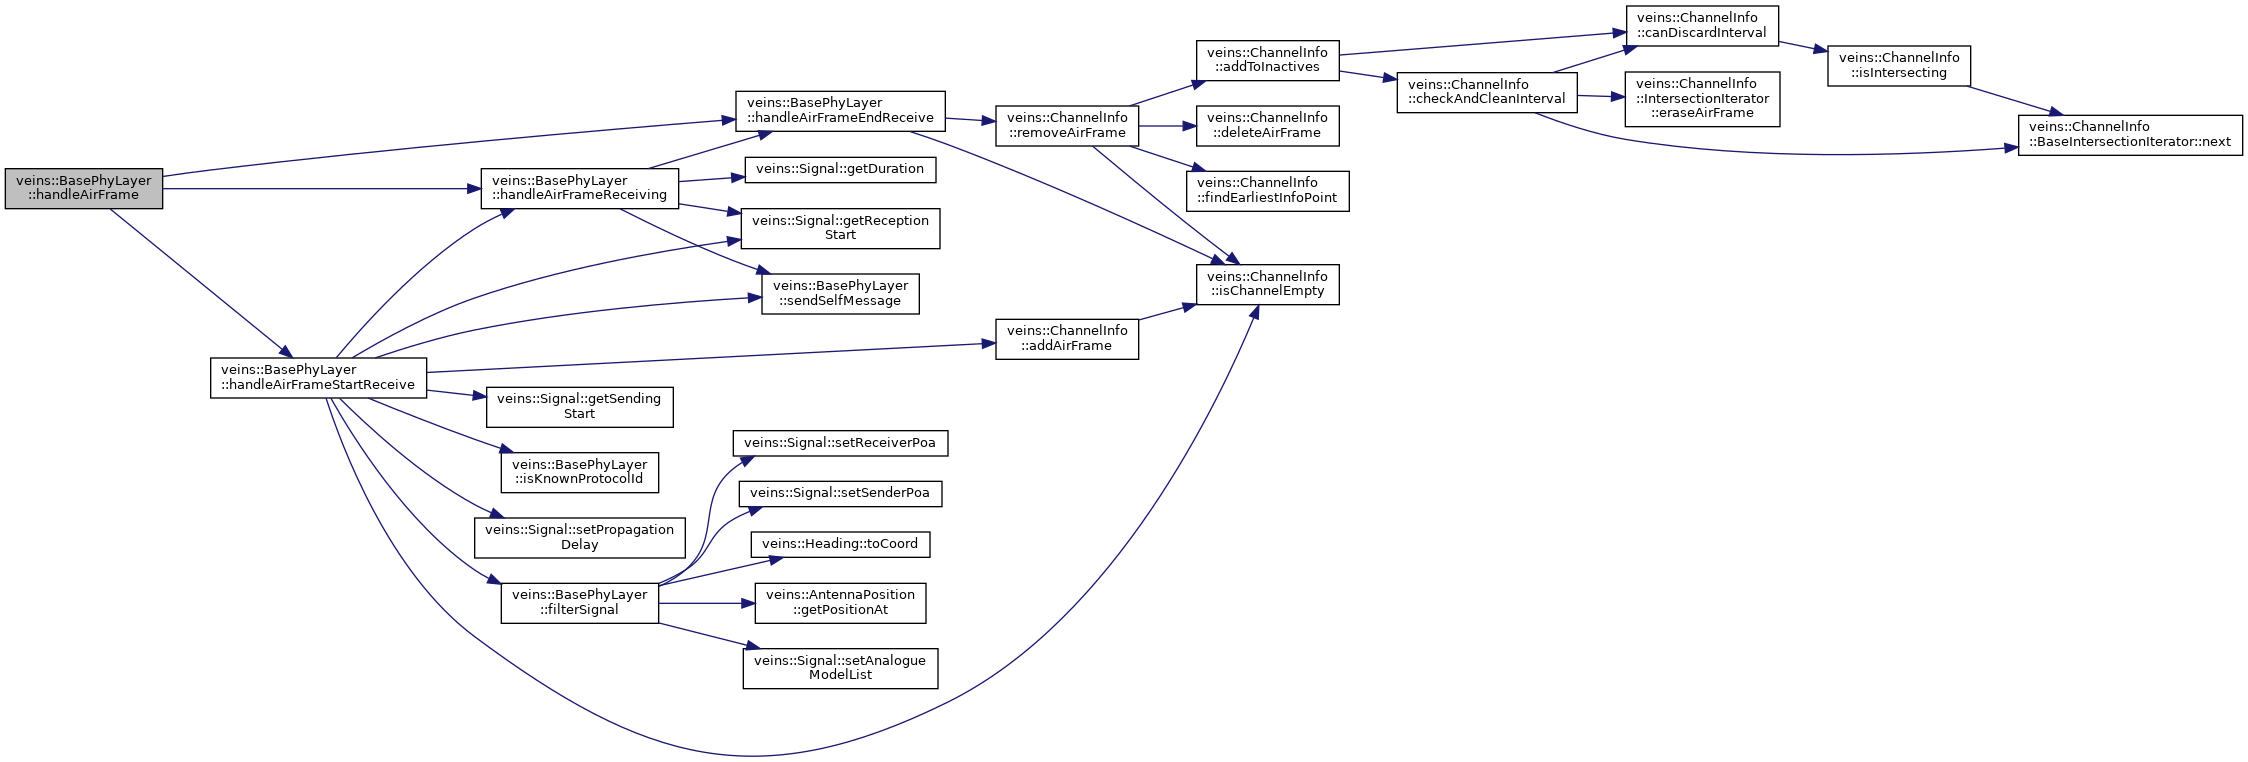 veins::BasePhyLayer
::handleAirFrame
veins::BasePhyLayer
::handleAirFrameStartReceive
veins::BasePhyLayer
::handleAirFrameReceiving
veins::Signal::getSending
Start
veins::BasePhyLayer
::isKnownProtocolId
veins::Signal::setPropagation
Delay
veins::BasePhyLayer
::filterSignal
veins::BasePhyLayer
::handleAirFrameEndReceive
veins::Signal::getDuration
veins::Signal::getReception
Start
veins::BasePhyLayer
::sendSelfMessage
veins::Signal::setReceiverPoa
veins::Signal::setSenderPoa
veins::Heading::toCoord
veins::AntennaPosition
::getPositionAt
veins::Signal::setAnalogue
ModelList
veins::ChannelInfo
::removeAirFrame
veins::ChannelInfo
::addAirFrame
veins::ChannelInfo
::addToInactives
veins::ChannelInfo
::deleteAirFrame
veins::ChannelInfo
::findEarliestInfoPoint
veins::ChannelInfo
::isChannelEmpty
veins::ChannelInfo
::checkAndCleanInterval
veins::ChannelInfo
::canDiscardInterval
veins::ChannelInfo
::IntersectionIterator
::eraseAirFrame
veins::ChannelInfo
::isIntersecting
veins::ChannelInfo
::BaseIntersectionIterator::next